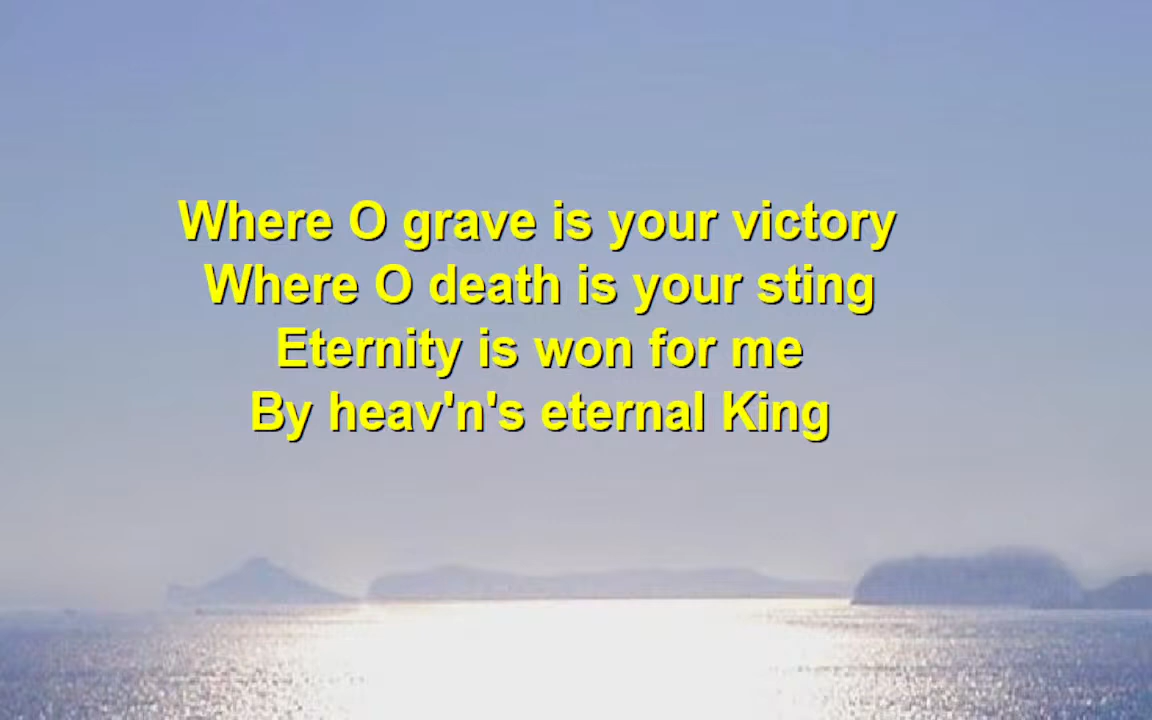 Where O grave is your victory
Where O death is your sting
Eternity is won for me
By heav'n's eternal King